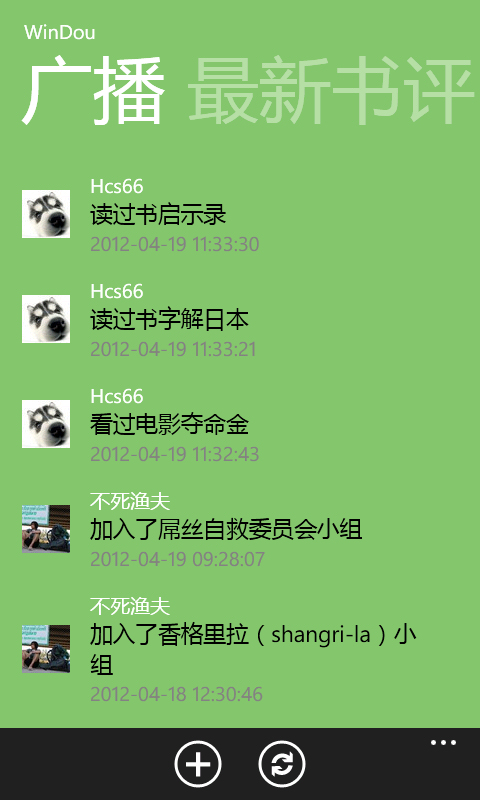 WinDou
广播 最新书评
Hcs66
读过书启示录
2012-04-19 11:33:30
Hcs66
读过书字解日本
2012-04-19 11:33:21
Hcs66
看过电影夺命金
2012-04-19 11:32:43
不死渔夫
加入了屌丝自救委员会小组
2012-04-19 09:28:07
不死渔夫
加入了香格里拉（shangri-la）小
组
2012-04-18 12:30:46